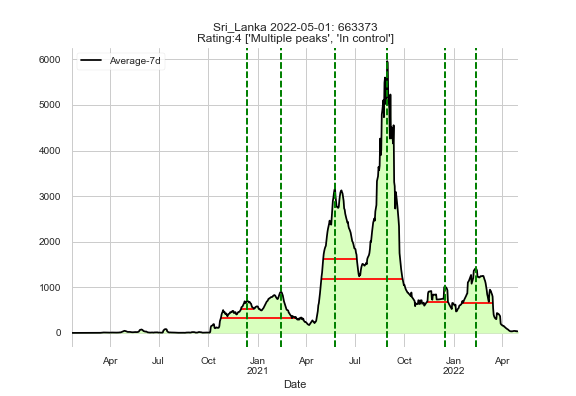 Sri_Lanka 2022-05-01: 663373
Rating:4 ['Multiple peaks', 'In control']
Average-7d
6000
5000
4000
3000
2000
1000
0
Apr Jul Oct Jan Apr Jul Oct Jan Apr
2021 2022
Date